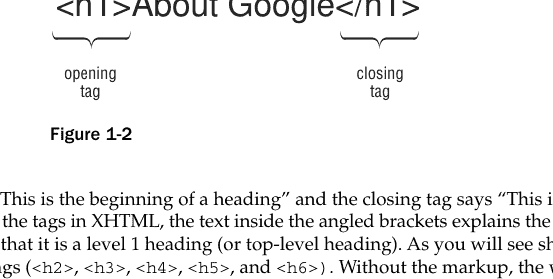 <h1>About Google</h1>
opening closing
tag tag
Figure 1-2
This is the beginning of a heading” and the closing tag says “This i
the tags in XHTML, the text inside the angled brackets explains the
that it is a level 1 heading (or top-level heading). As you will see sh
gs (<h2>, <h3>, <h4>, <h5>, and <h6>). Without the markup, the